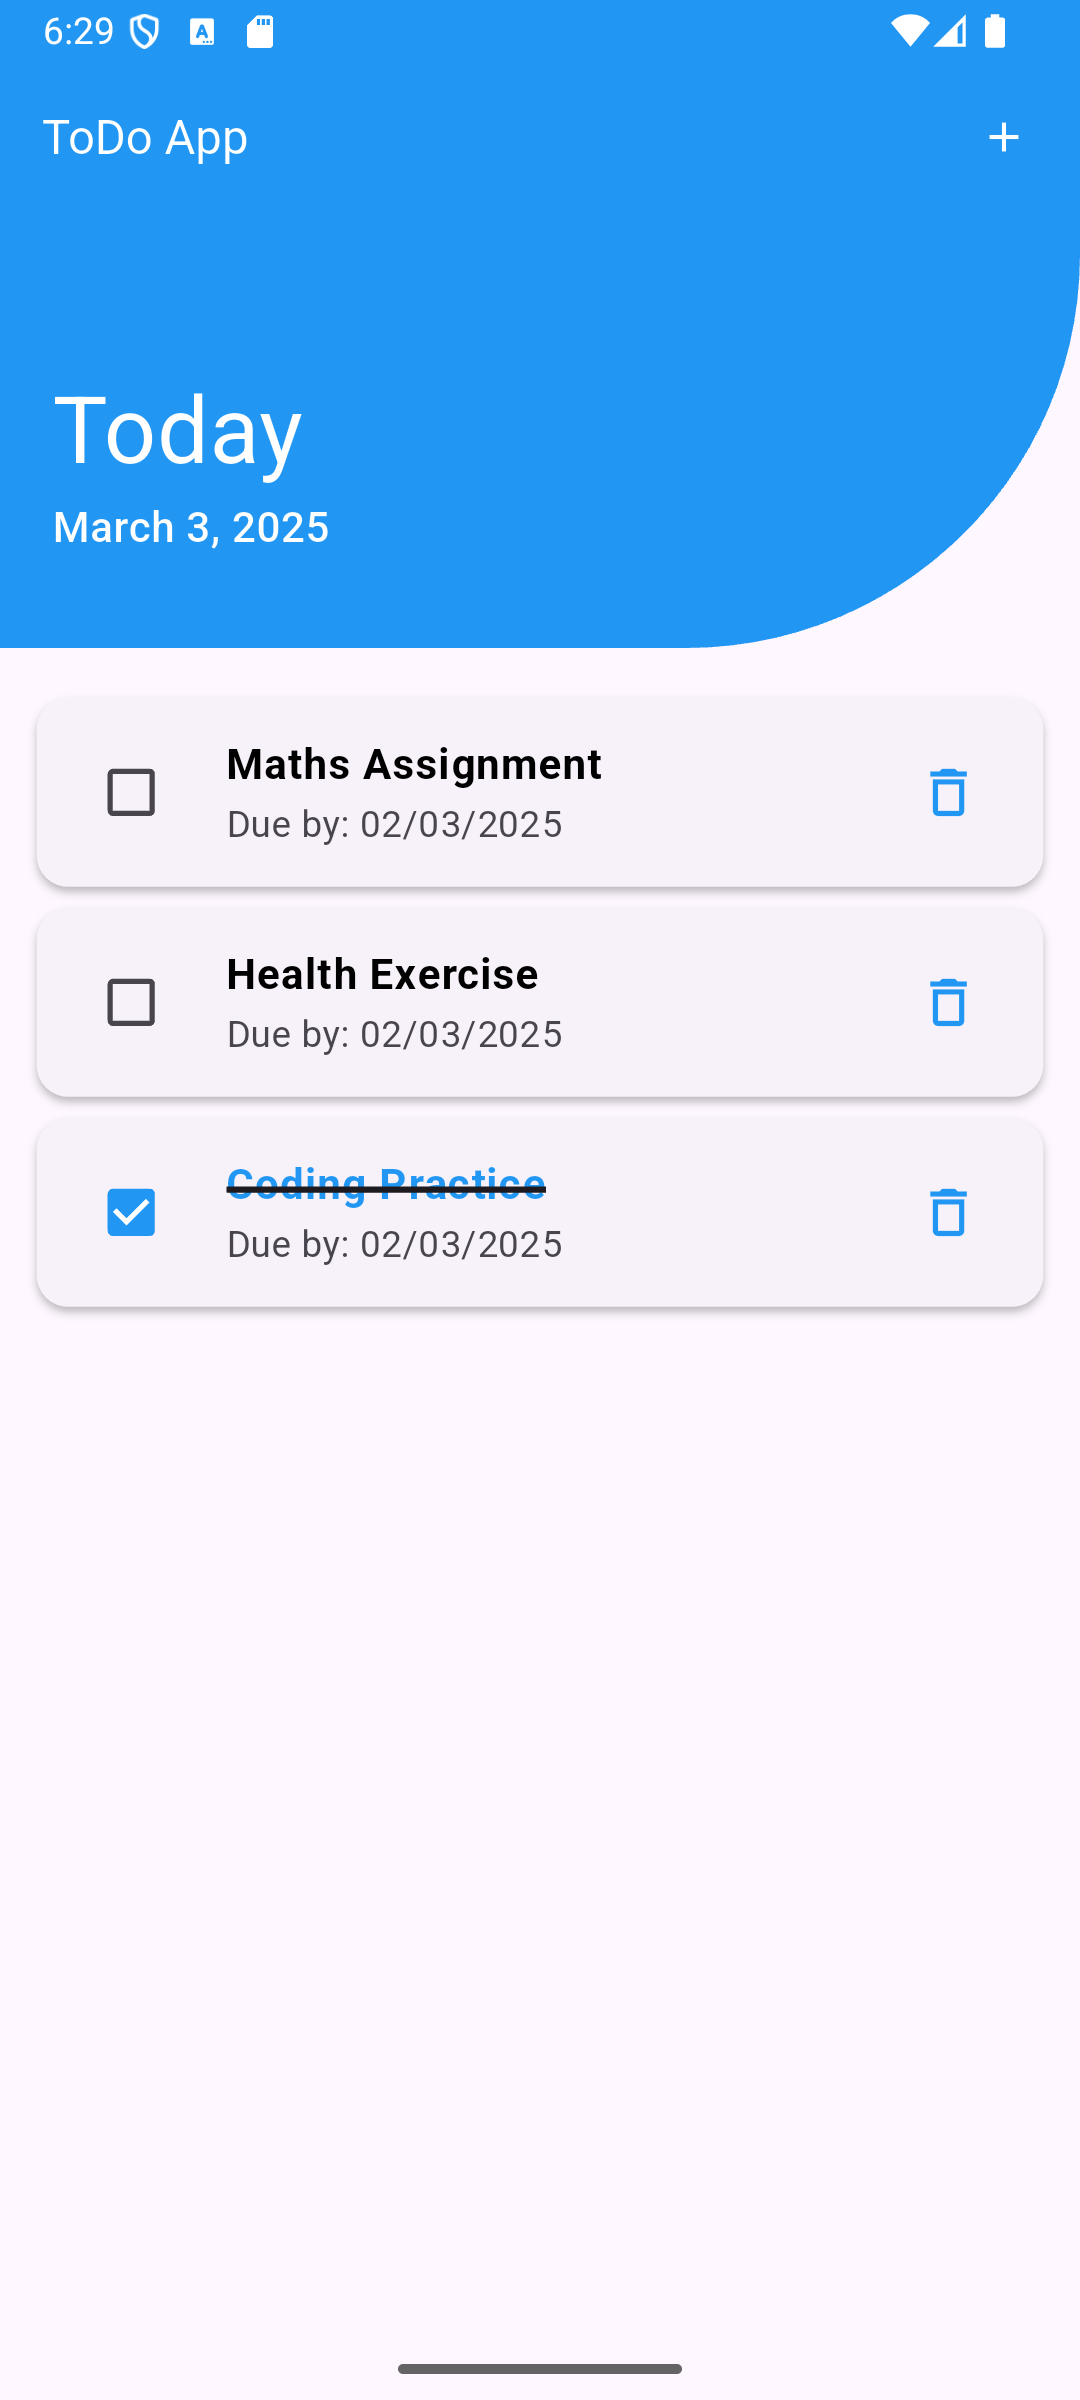 6:29
ToDo App
Today
March 3, 2025
Maths Assignment
Due by: 02/03/2025
Health Exercise
Due by: 02/03/2025
Coding Practice
Due by: 02/03/2025